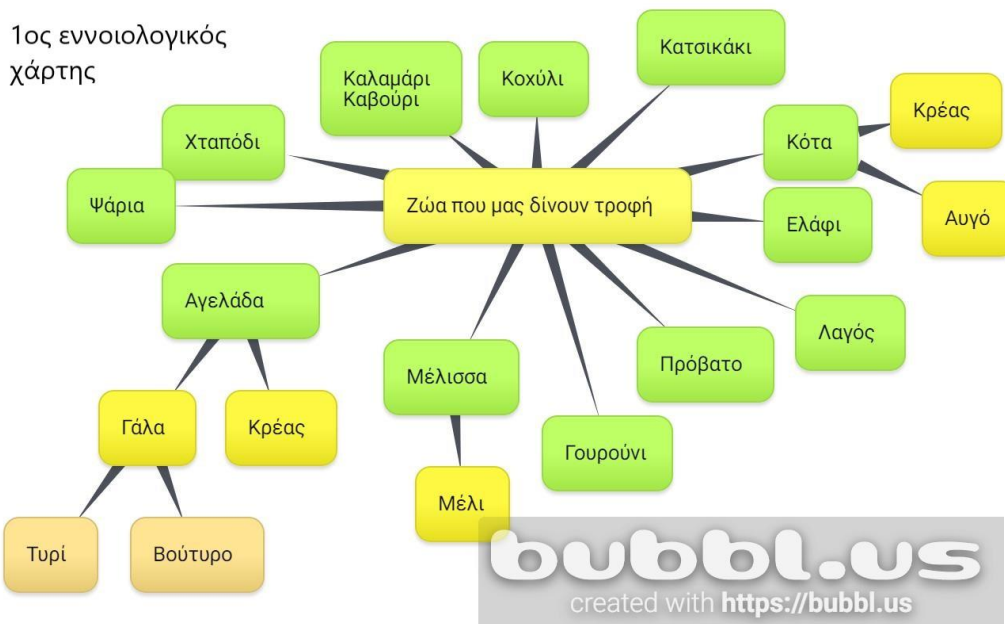 1ος εννοιολογικός
χάρτης
Κατσικάκι
Καλαμάρι
Καβούρι
Κοχύλι
Κρέας
Χταπόδι
Κότα
Ψάρια
Ζώα που μας δίνουν τροφή
Αυγό
Ελάφι
Αγελάδα
Λαγός
Πρόβατο
Μέλισσα
Γάλα
Κρέας
Γουρούνι
Μέλι
Τυρί
Βούτυρο
bubbl.us
created with https://bubbl.us